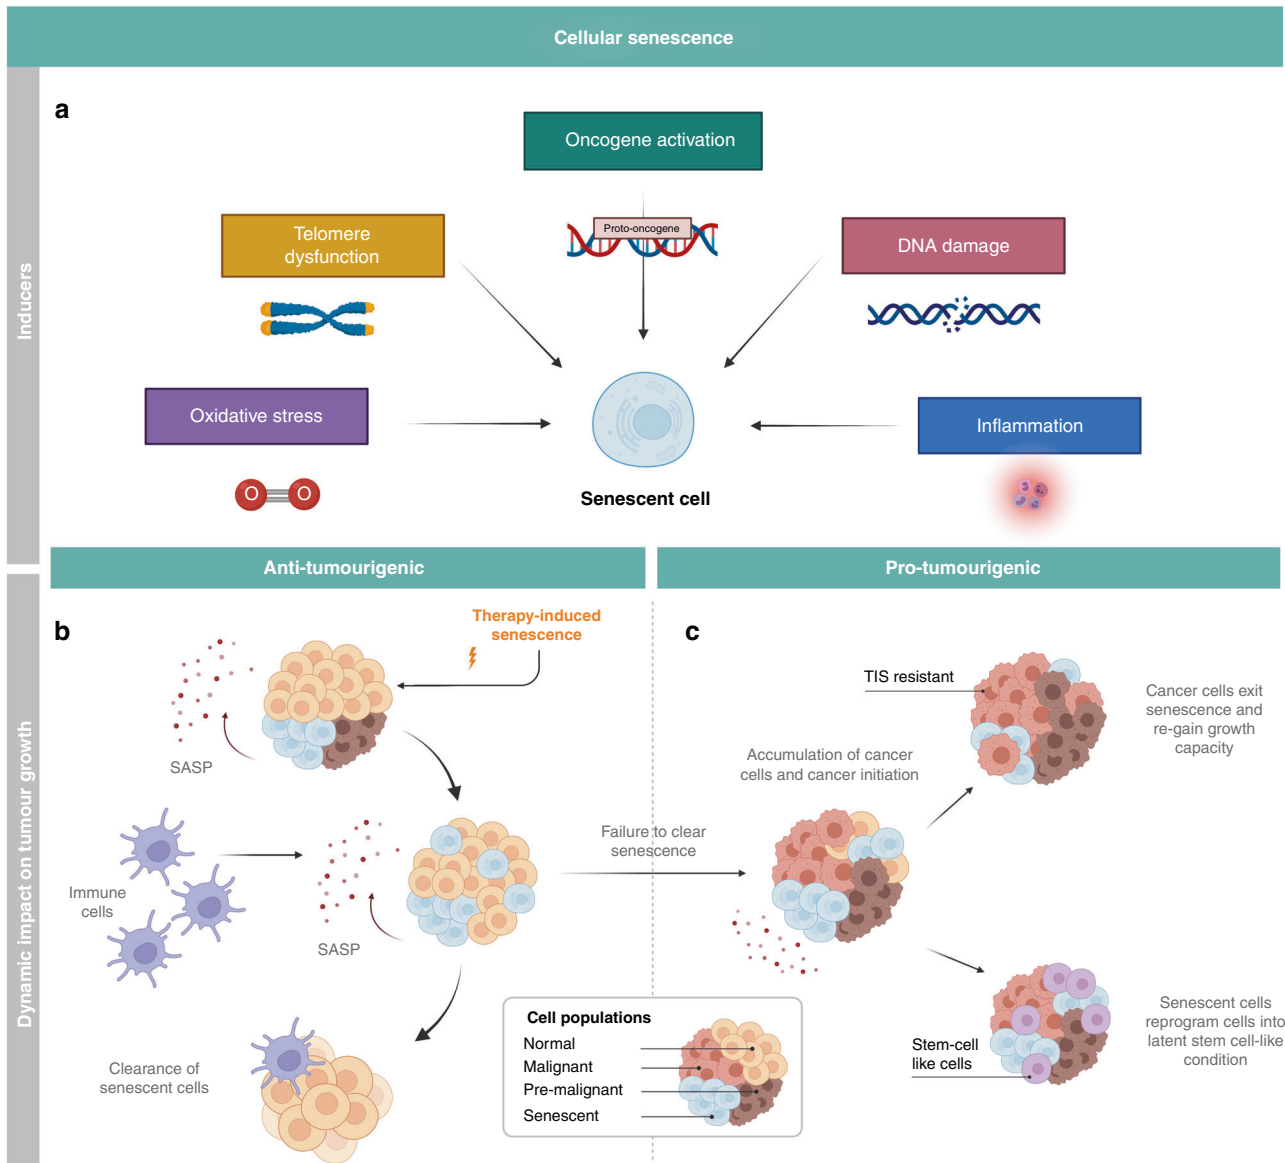 Cellular senescence
Inducers
a
Oncogene activation
Proto-oncogene
Telomere
dysfunction
DNA damage
Oxidative stress
O O
Inflammation
Senescent cell
Dynamic impact on tumour growth
Anti-tumourigenic
Pro-tumourigenic
b
Therapy-induced
senescence
SASP
Immune
cells
SASP
Failure to clear
senescence
Clearance of
senescent cells
c
TIS resistant
Cancer cells exit
senescence and
re-gain growth
capacity
Accumulation of cancer
cells and cancer initiation
Stem-cell
like cells
Senescent cells
reprogram cells into
latent stem cell-like
condition
Cell populations
Normal
Malignant
Pre-malignant
Senescent